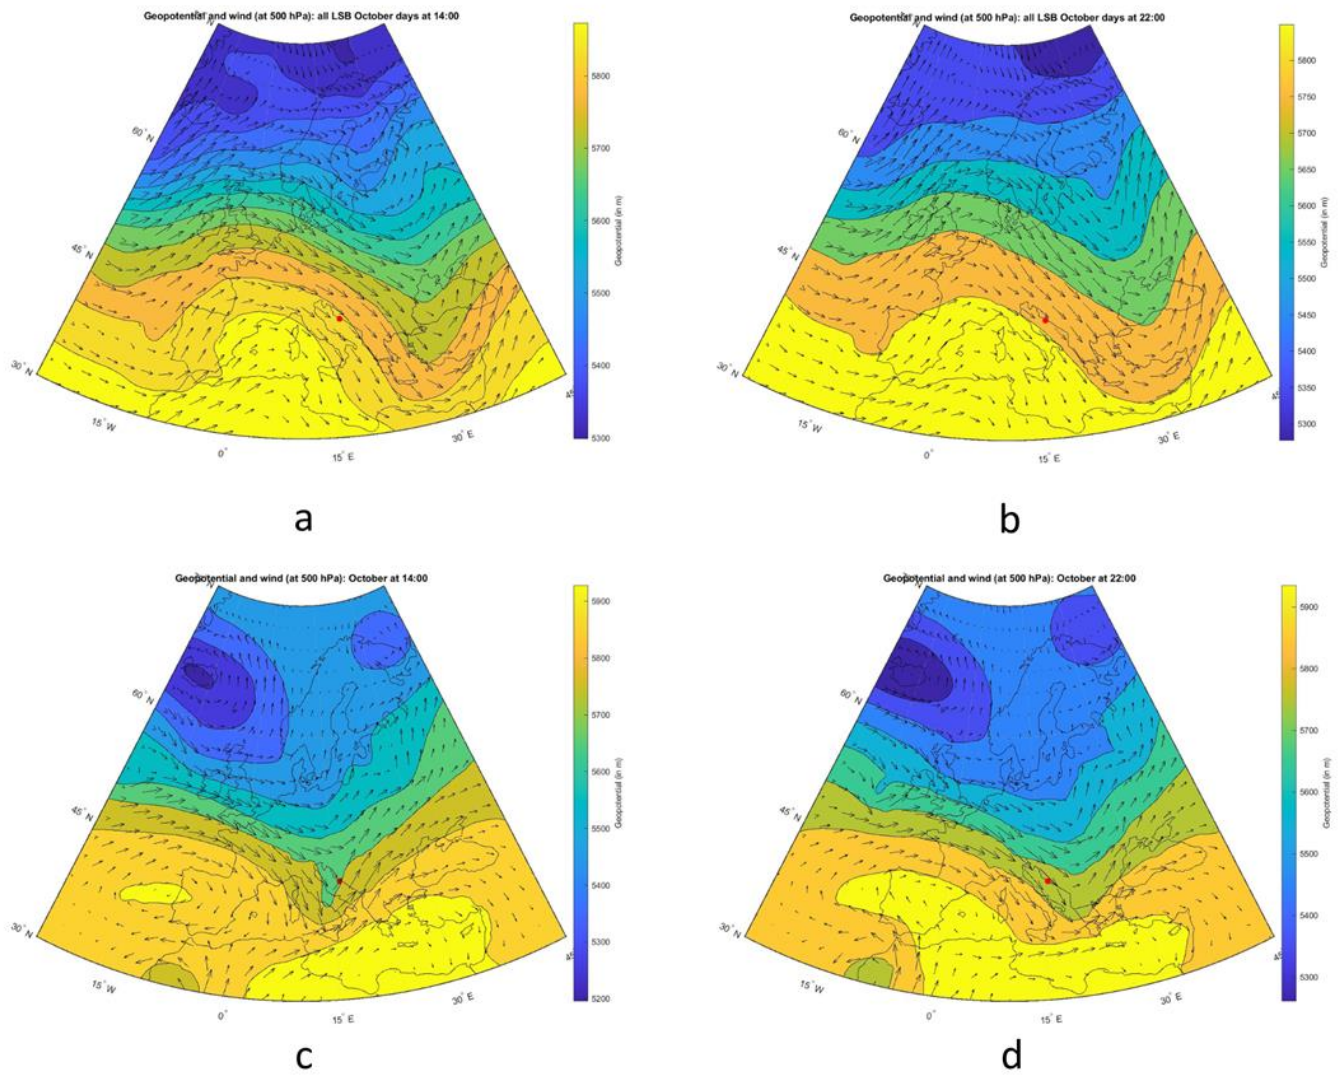 Geopotential and wind (at 500 hPa): all LSB October days at 14:00
60° N
45° N
30° N
15° W
0°
15° E
30° E
45
5800
5700
5600
5500
5400
5300
Geopotential (in m)
a
Geopotential and wind (at 500 hPa): all LSB October days at 22:00
60° N
45° N
30° N
15° W
0°
15° E
30° E
45
5800
5750
5700
5650
5600
5550
5500
5450
5400
5350
5300
Geopotential (in m)
b
Geopotential and wind (at 500 hPa): October at 14:00
60° N
45° N
30° N
15° W
0°
15° E
30° E
45
5900
5800
5700
5600
5500
5400
5300
5200
Geopotential (in m)
c
Geopotential and wind (at 500 hPa): October at 22:00
60° N
45° N
30° N
15° W
0°
15° E
30° E
45
5900
5800
5700
5600
5500
5400
5300
Geopotential (in m)
d